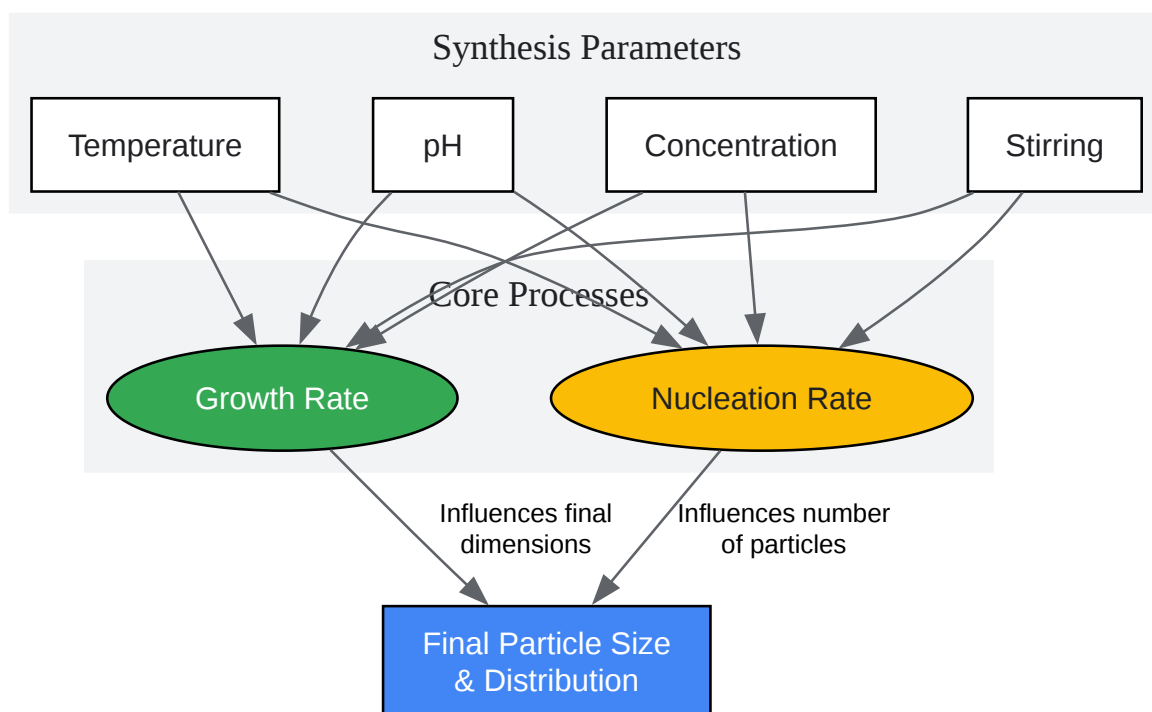 Synthesis Parameters
Temperature
pH
Concentration
Stirring
Core Processes
Growth Rate
Nucleation Rate
Influences final
dimensions
Influences number
of particles
Final Particle Size
& Distribution